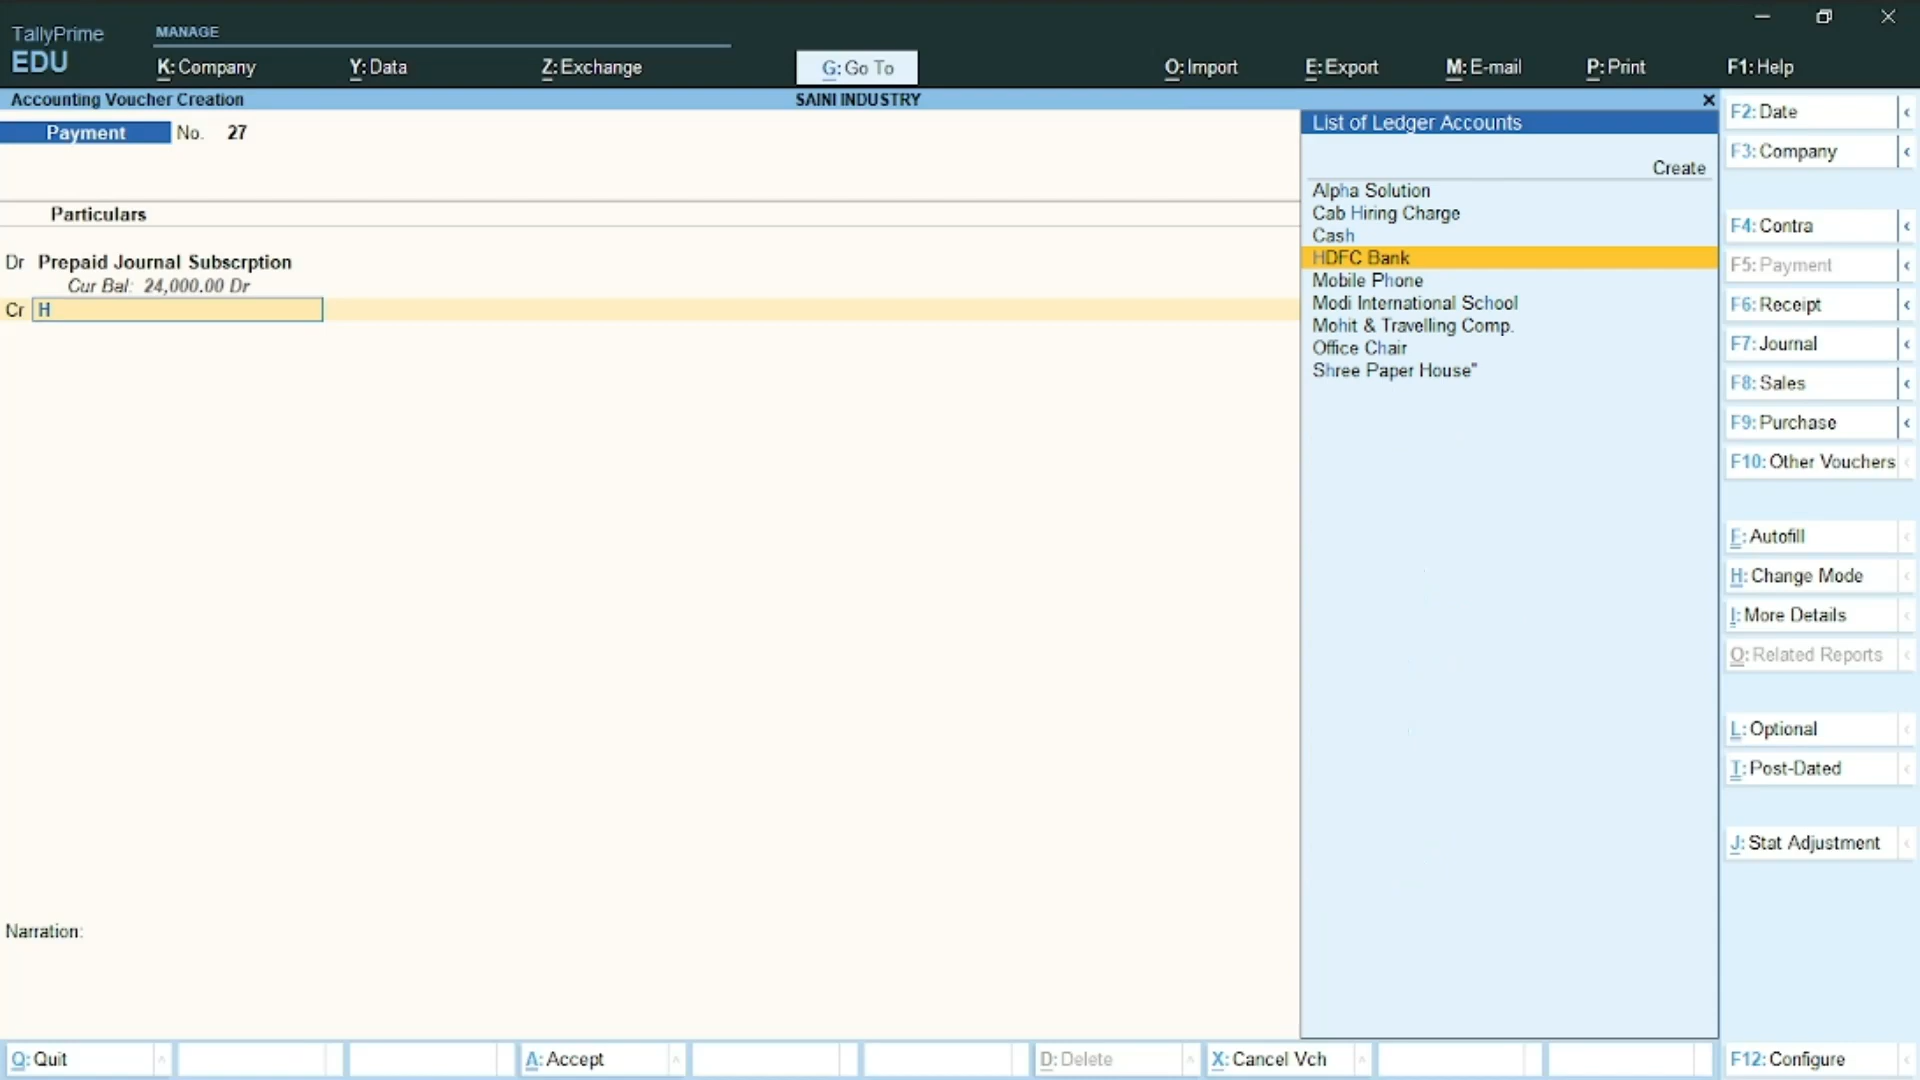 TallyPrime
EDU
MANAGE
K: Company
Y: Data
Z: Exchange
G: Go To
O: Import
E: Export
M: E-mail
P: Print
F1: Help
Accounting Voucher Creation
SAINI INDUSTRY
Payment No. 27
Particulars
Dr Prepaid Journal Subscrption
Cur Bal: 24,000.00 Dr
Cr H
Narration:
List of Ledger Accounts
Create
Alpha Solution
Cab Hiring Charge
Cash
HDFC Bank
Mobile Phone
Modi International School
Mohit & Travelling Comp.
Office Chair
Shree Paper House"
F2: Date
F3: Company
F4: Contra
F5: Payment
F6: Receipt
F7: Journal
F8: Sales
F9: Purchase
F10: Other Vouchers
F: Autofill
H: Change Mode
I: More Details
O: Related Reports
L: Optional
T: Post-Dated
J: Stat Adjustment
Q: Quit
A: Accept
D: Delete
X: Cancel Vch
F12: Configure